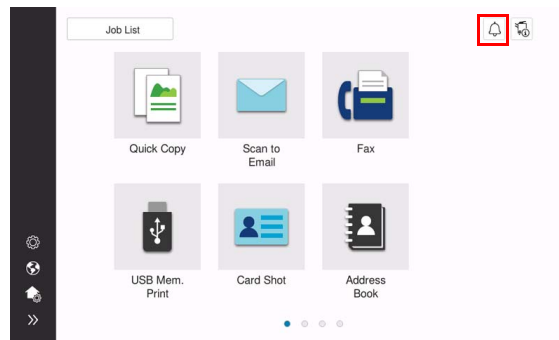 Job List
Quick Copy
Scan to
Email
Fax
USB Mem.
Print
Card Shot
Address
Book